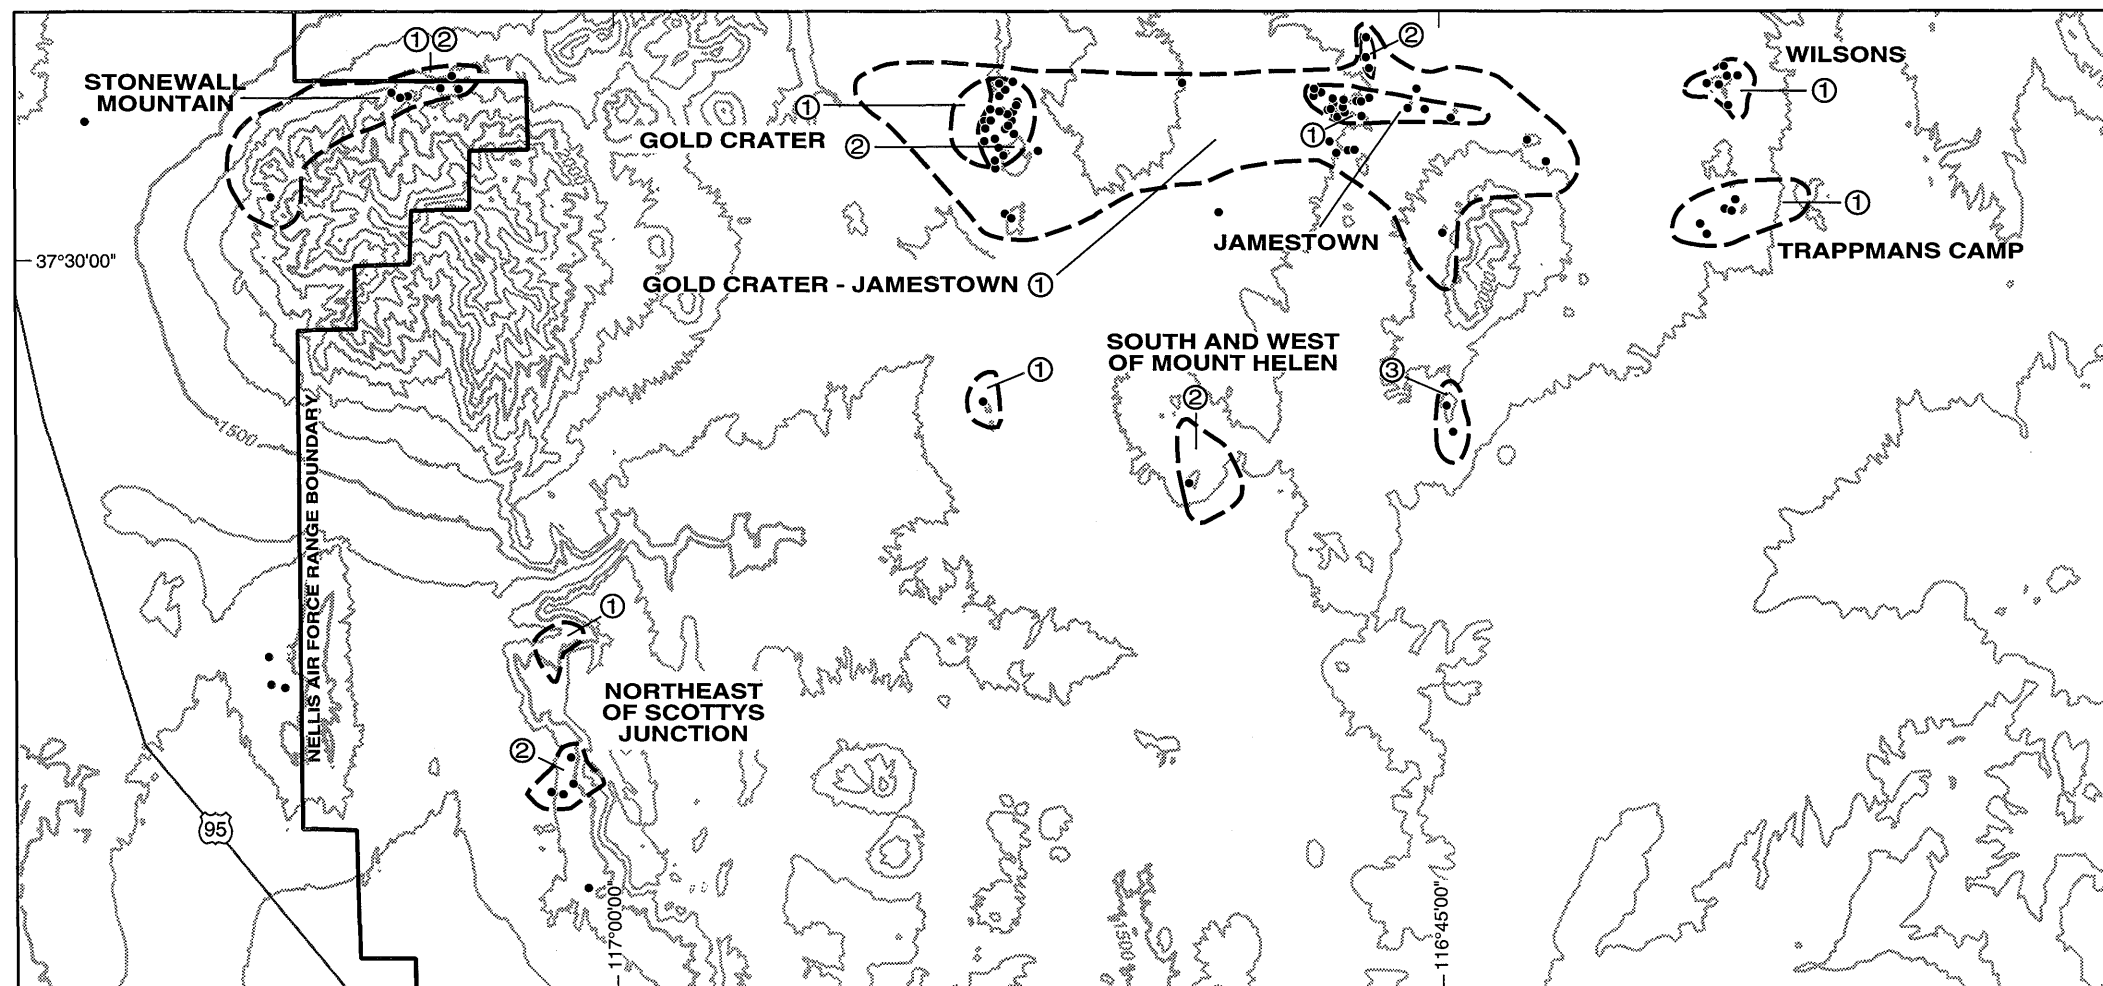 ①②
②
STONEWALL
MOUNTAIN
WILSONS
①
①
GOLD CRATER
②
①
JAMESTOWN
①
TRAPPMANS CAMP
37°30'00"
GOLD CRATER - JAMESTOWN ①
SOUTH AND WEST
OF MOUNT HELEN
①
②
③
1500
NELLIS AIR FORCE RANGE BOUNDARY
①
NORTHEAST
OF SCOTTYS
JUNCTION
②
95
117°00'00"
1500
116°45'00"